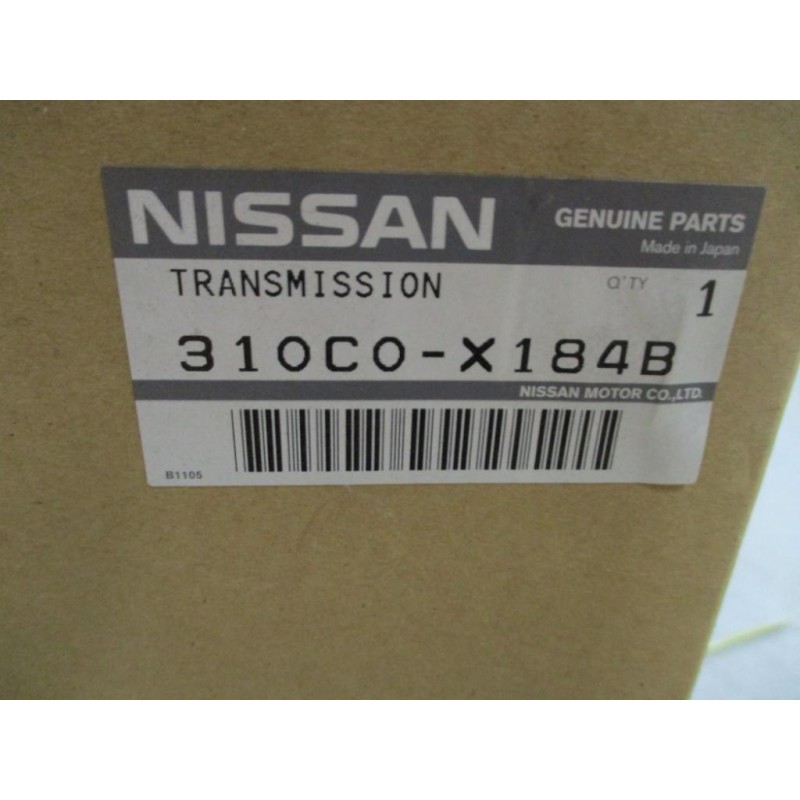 NISSAN GENUINE PARTS
Made in Japan
TRANSMISSION Q'TY 1
310C0-X184B
NISSAN MOTOR CO.,LTD.
B1105